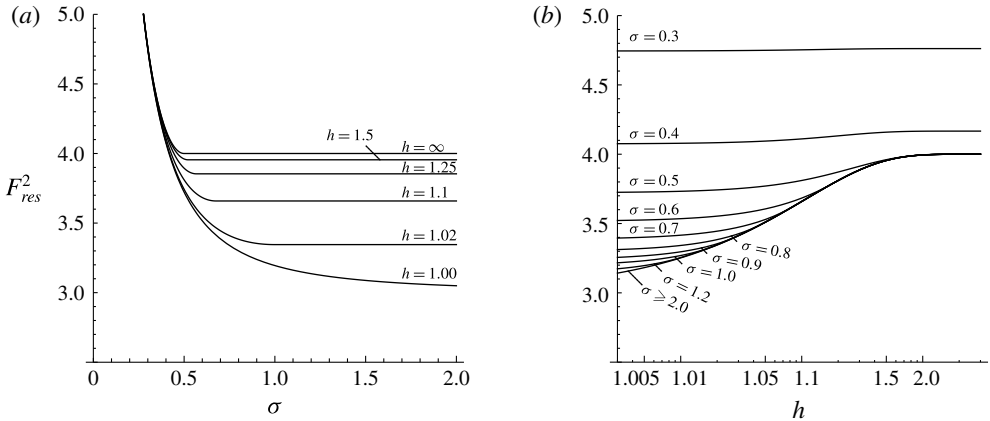 (a)
5.0
4.5
4.0
3.5
3.0
F²res
0
0.5
1.0
1.5
2.0
σ
h = 1.5
h = ∞
h = 1.25
h = 1.1
h = 1.02
h = 1.00
(b)
5.0
4.5
4.0
3.5
3.0
1.005
1.01
1.05
1.1
1.5
2.0
h
σ = 0.3
σ = 0.4
σ = 0.5
σ = 0.6
σ = 0.7
σ = 0.8
σ = 0.9
σ = 1.0
σ = 1.2
σ ≥ 2.0